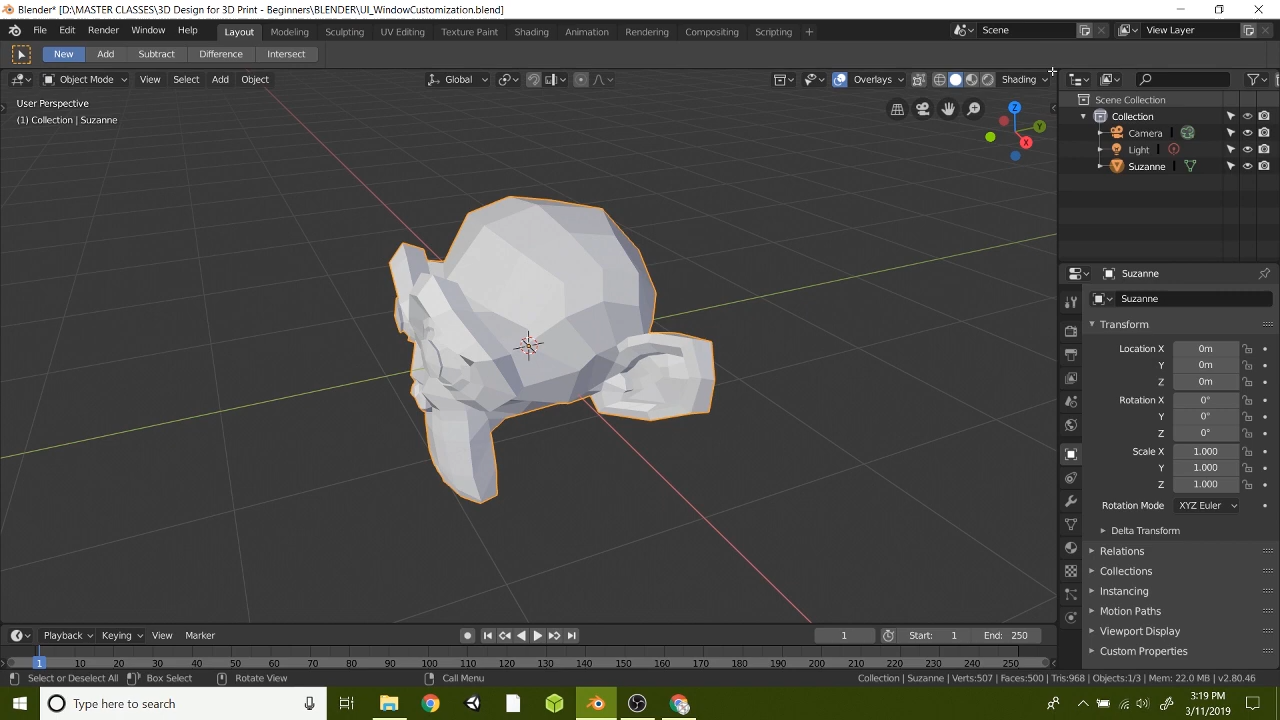 Blender* [D:\MASTER CLASSES\3D Design for 3D Print - Beginners\BLENDER\UI_WindowCustomization.blend]
File Edit Render Window Help Layout Modeling Sculpting UV Editing Texture Paint Shading Animation Rendering Compositing Scripting + Scene View Layer
New Add Subtract Difference Intersect
Object Mode View Select Add Object Global Overlays Shading
User Perspective
(1) Collection | Suzanne
Z
Y
X
Scene Collection
Collection
Camera
Light
Suzanne
Suzanne
Suzanne
Transform
Location X 0m
Y 0m
Z 0m
Rotation X 0°
Y 0°
Z 0°
Scale X 1.000
Y 1.000
Z 1.000
Rotation Mode XYZ Euler
Delta Transform
Relations
Collections
Instancing
Motion Paths
Viewport Display
Custom Properties
Playback Keying View Marker 1 Start: 1 End: 250
1 10 20 30 40 50 60 70 80 90 100 110 120 130 140 150 160 170 180 190 200 210 220 230 240 250
Select or Deselect All Box Select Rotate View Call Menu Collection | Suzanne | Verts:507 | Faces:500 | Tris:968 | Objects:1/3 | Mem: 22.0 MB | v2.80.46
Type here to search
3:19 PM
3/11/2019